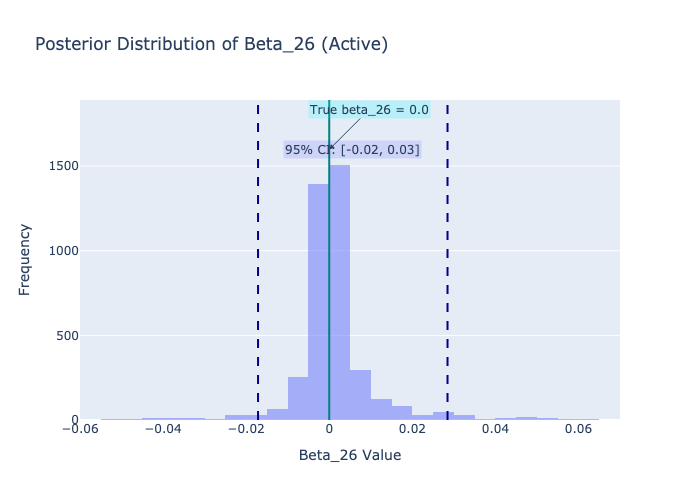 Posterior Distribution of Beta_26 (Active)
True beta_26 = 0.0
95% CI: [-0.02, 0.03]
1500
1000
500
0
Frequency
−0.06
−0.04
−0.02
0
0.02
0.04
0.06
Beta_26 Value